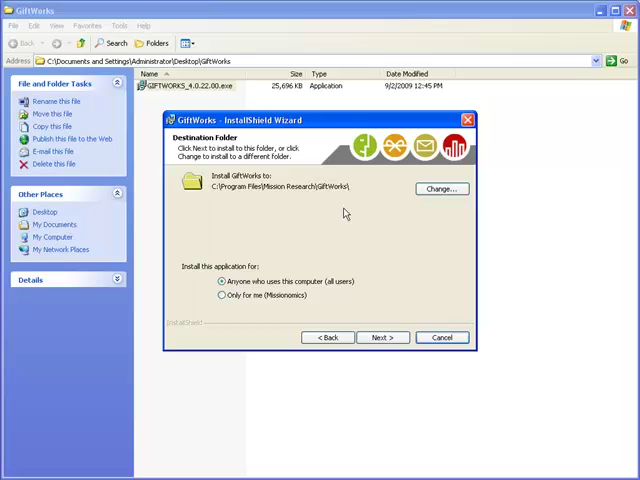 GiftWorks
File Edit View Favorites Tools Help
Back Search Folders
Address C:\Documents and Settings\Administrator\Desktop\GiftWorks Go
Name Size Type Date Modified
GIFTWORKS_4.0.22.00.exe 25,696 KB Application 9/2/2009 12:45 PM
File and Folder Tasks
Rename this file
Move this file
Copy this file
Publish this file to the Web
E-mail this file
Delete this file
Other Places
Desktop
My Documents
My Computer
My Network Places
Details
GiftWorks - InstallShield Wizard
Destination Folder
Click Next to install to this folder, or click
Change to install to a different folder.
Install GiftWorks to:
C:\Program Files\Mission Research\GiftWorks\
Change...
Install this application for:
Anyone who uses this computer (all users)
Only for me (Missionomics)
InstallShield
< Back Next > Cancel